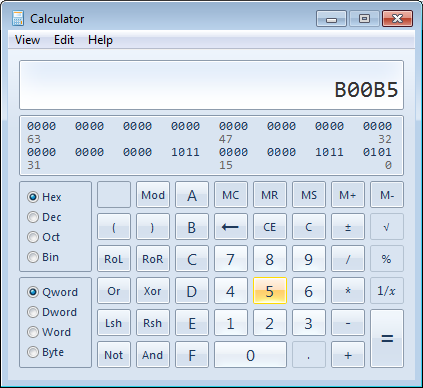 Calculator
View Edit Help
B00B5
0000 0000 0000 0000 0000 0000 0000 0000
63 47 32
0000 0000 0000 1011 0000 0000 1011 0101
31 15 0
Hex Mod A MC MR MS M+ M-
Dec ( ) B ← CE C ± √
Oct RoL RoR C 7 8 9 / %
Bin
Qword Or Xor D 4 5 6 * 1/x
Dword
Word Lsh Rsh E 1 2 3 - =
Byte Not And F 0 . +